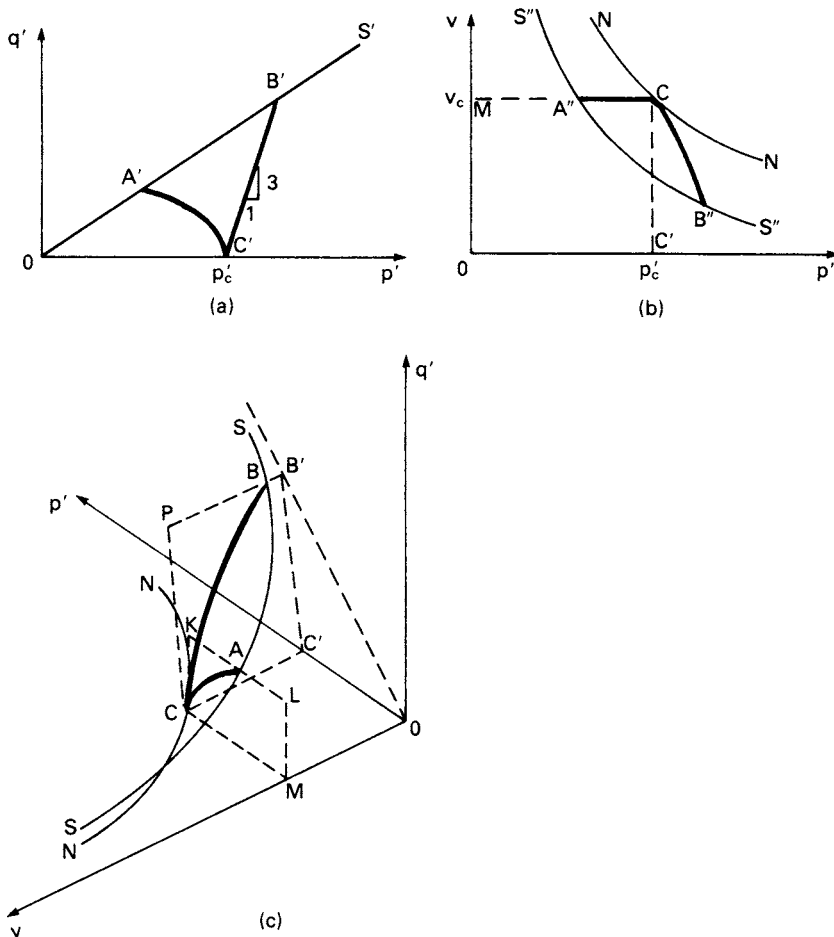 q′
S′
B′
A′
3
1
C′
0
p′c
p′
(a)
v
S″
N
vc
M
A″
C
N
B″
S″
C′
0
p′c
p′
(b)
q′
S
B
B′
p′
P
N
K
A
C′
C
L
0
M
S
N
v
(c)